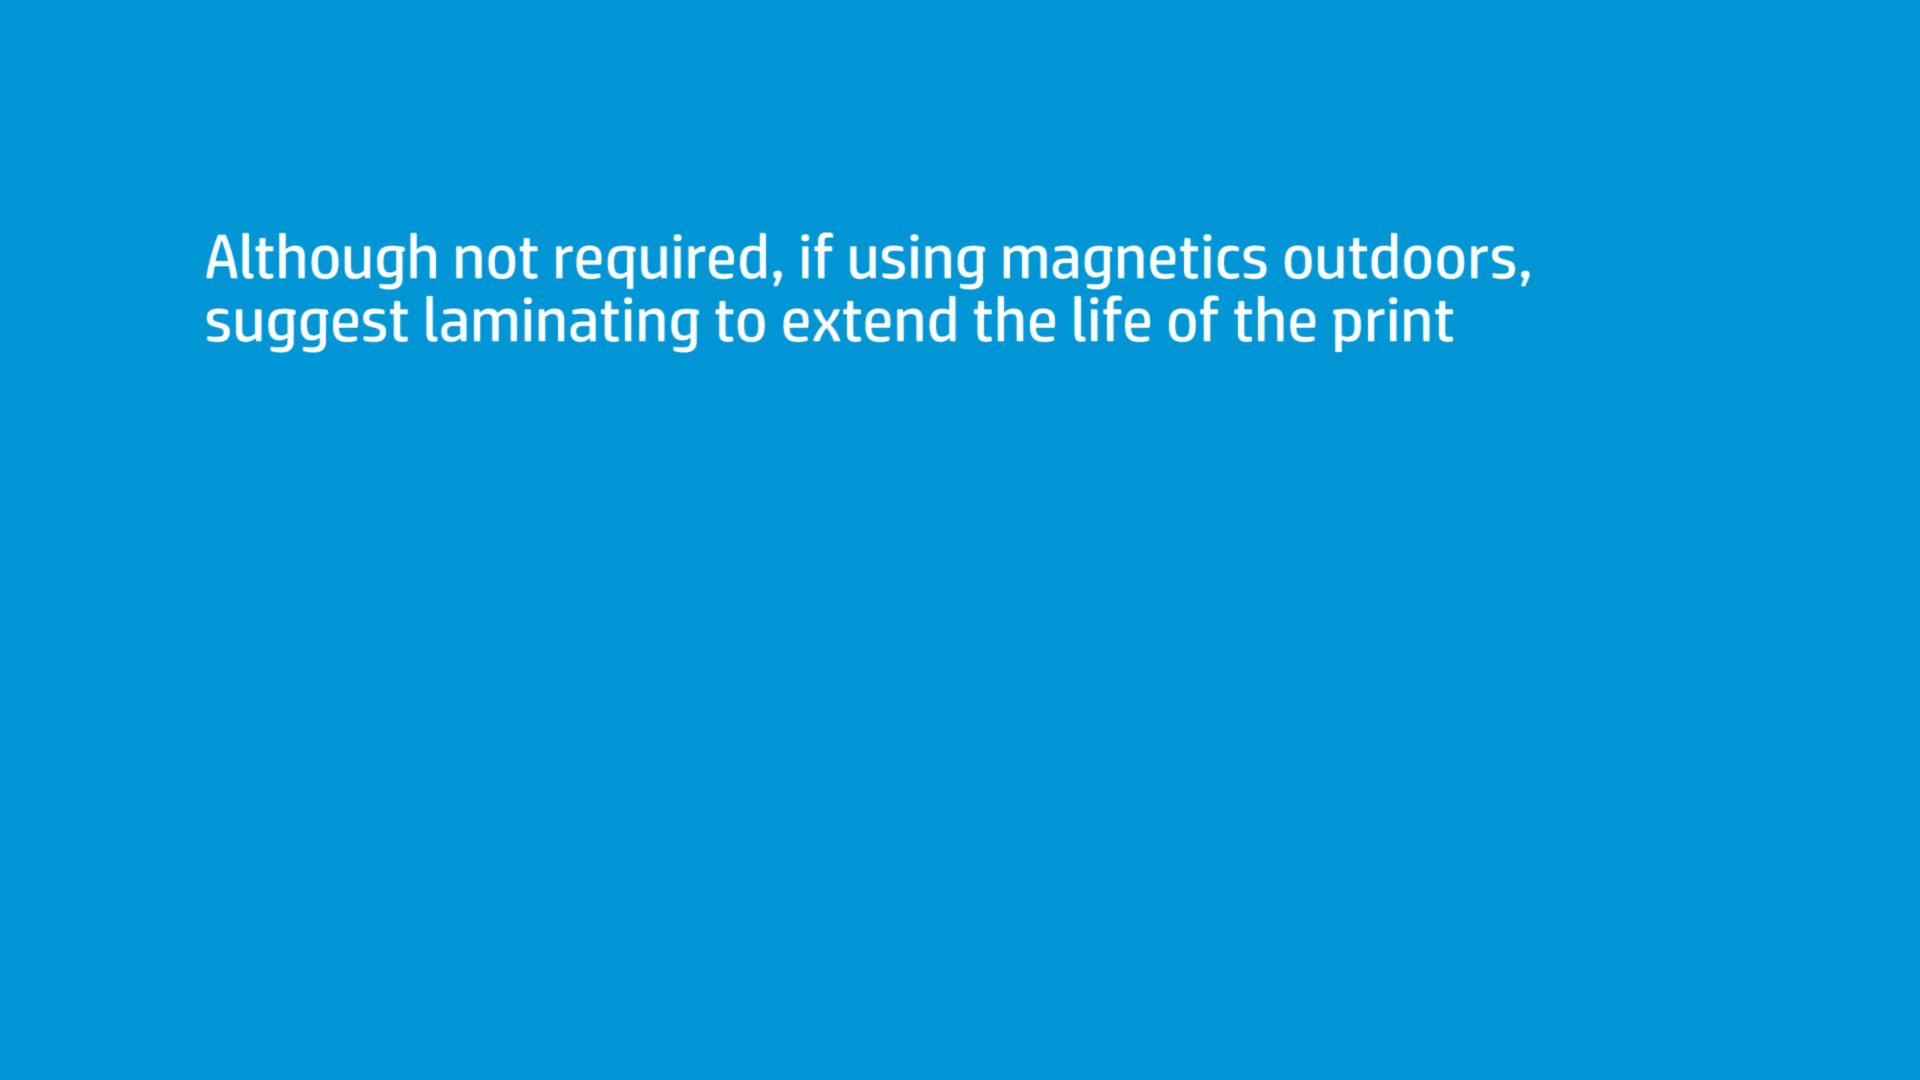 Although not required, if using magnetics outdoors,
suggest laminating to extend the life of the print